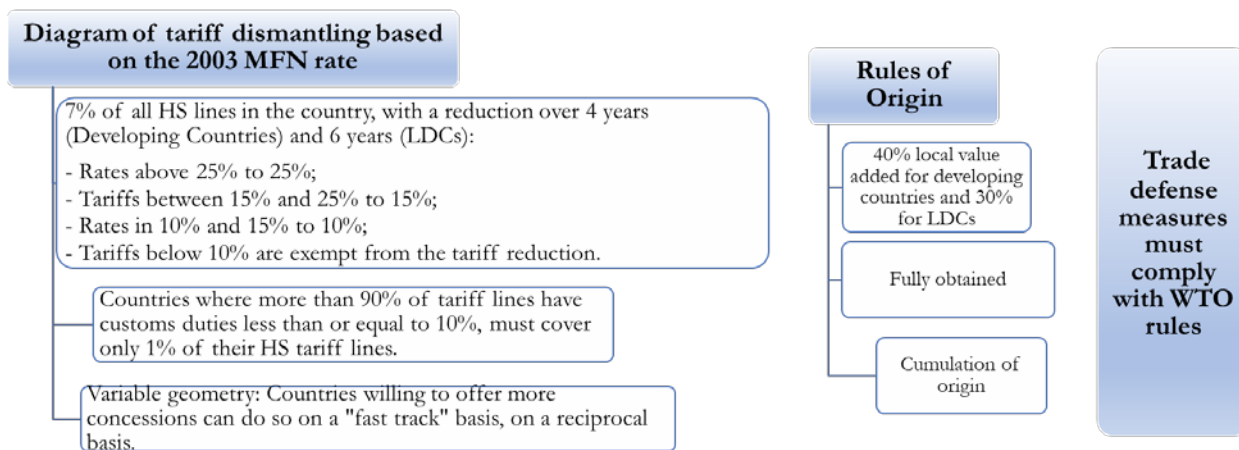 Diagram of tariff dismantling based
on the 2003 MFN rate
7% of all HS lines in the country, with a reduction over 4 years
(Developing Countries) and 6 years (LDCs):
- Rates above 25% to 25%;
- Tariffs between 15% and 25% to 15%;
- Rates in 10% and 15% to 10%;
- Tariffs below 10% are exempt from the tariff reduction.
Countries where more than 90% of tariff lines have
customs duties less than or equal to 10%, must cover
only 1% of their HS tariff lines.
Variable geometry: Countries willing to offer more
concessions can do so on a "fast track" basis, on a reciprocal
basis.
Rules of
Origin
40% local value
added for developing
countries and 30%
for LDCs
Fully obtained
Cumulation of
origin
Trade
defense
measures
must
comply
with WTO
rules